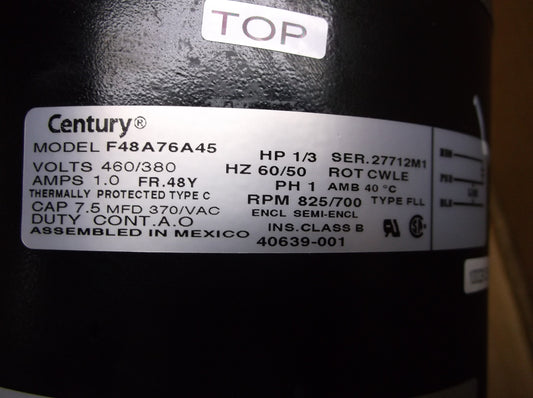 TOP
Century®
MODEL F48A76A45 HP 1/3 SER. 27712M1
VOLTS 460/380 HZ 60/50 ROT CWLE
AMPS 1.0 FR.48Y PH 1 AMB 40 °C
THERMALLY PROTECTED TYPE C RPM 825/700 TYPE FLL
CAP 7.5 MFD 370/VAC ENCL SEMI-ENCL
DUTY CONT.A.O INS.CLASS B
ASSEMBLED IN MEXICO 40639-001